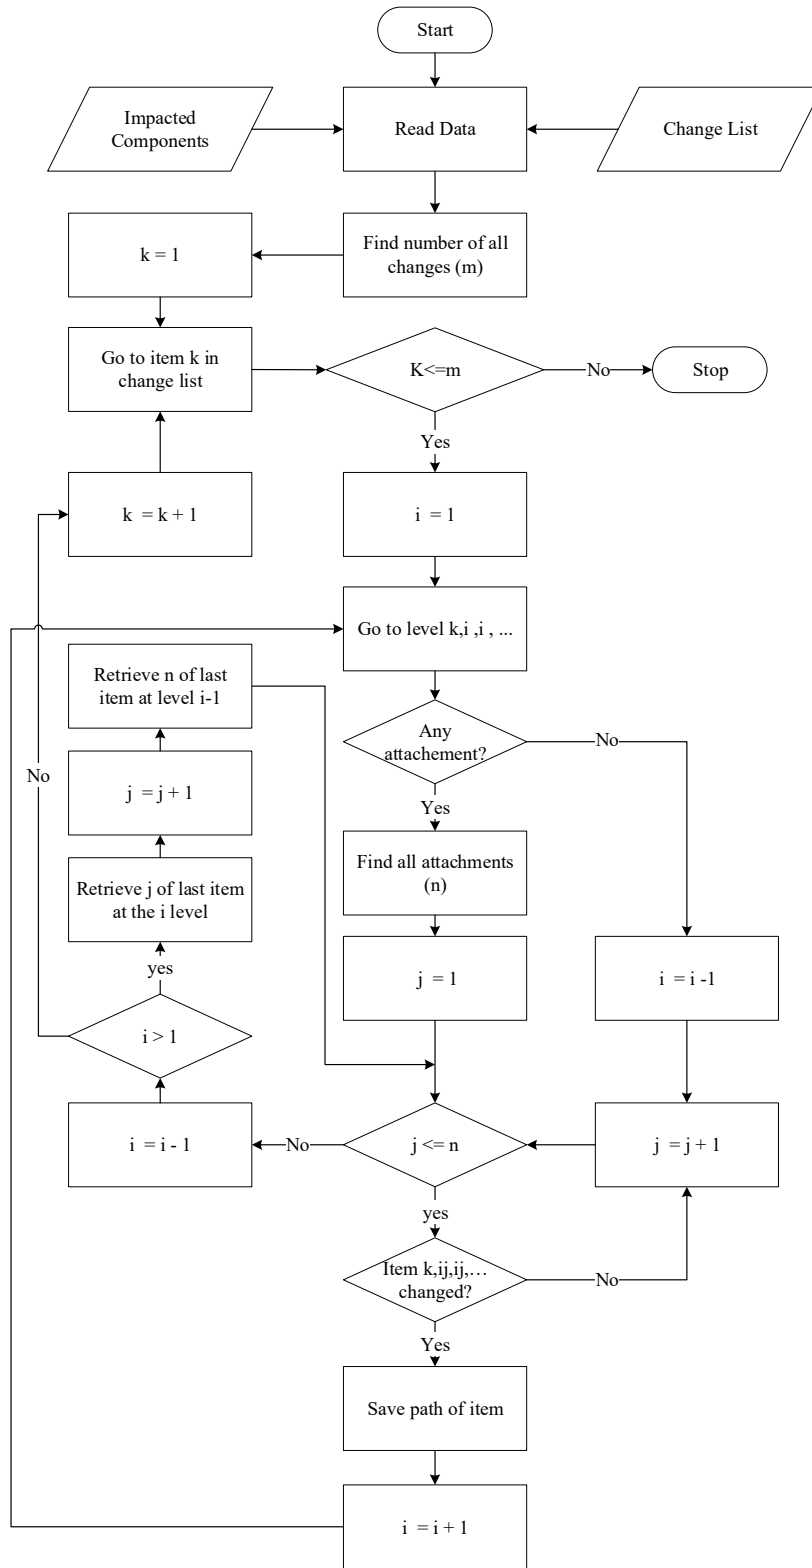 Start
Impacted
Components
Read Data
Change List
k = 1
Find number of all
changes (m)
Go to item k in
change list
K<=m
No
Stop
Yes
k = k + 1
i = 1
Go to level k,i ,i , ...
Retrieve n of last
item at level i-1
Any
attachement?
No
No
j = j + 1
Yes
Find all attachments
(n)
Retrieve j of last item
at the i level
yes
j = 1
i = i -1
i > 1
i = i - 1
No
j <= n
j = j + 1
yes
Item k,ij,ij,…
changed?
No
Yes
Save path of item
i = i + 1